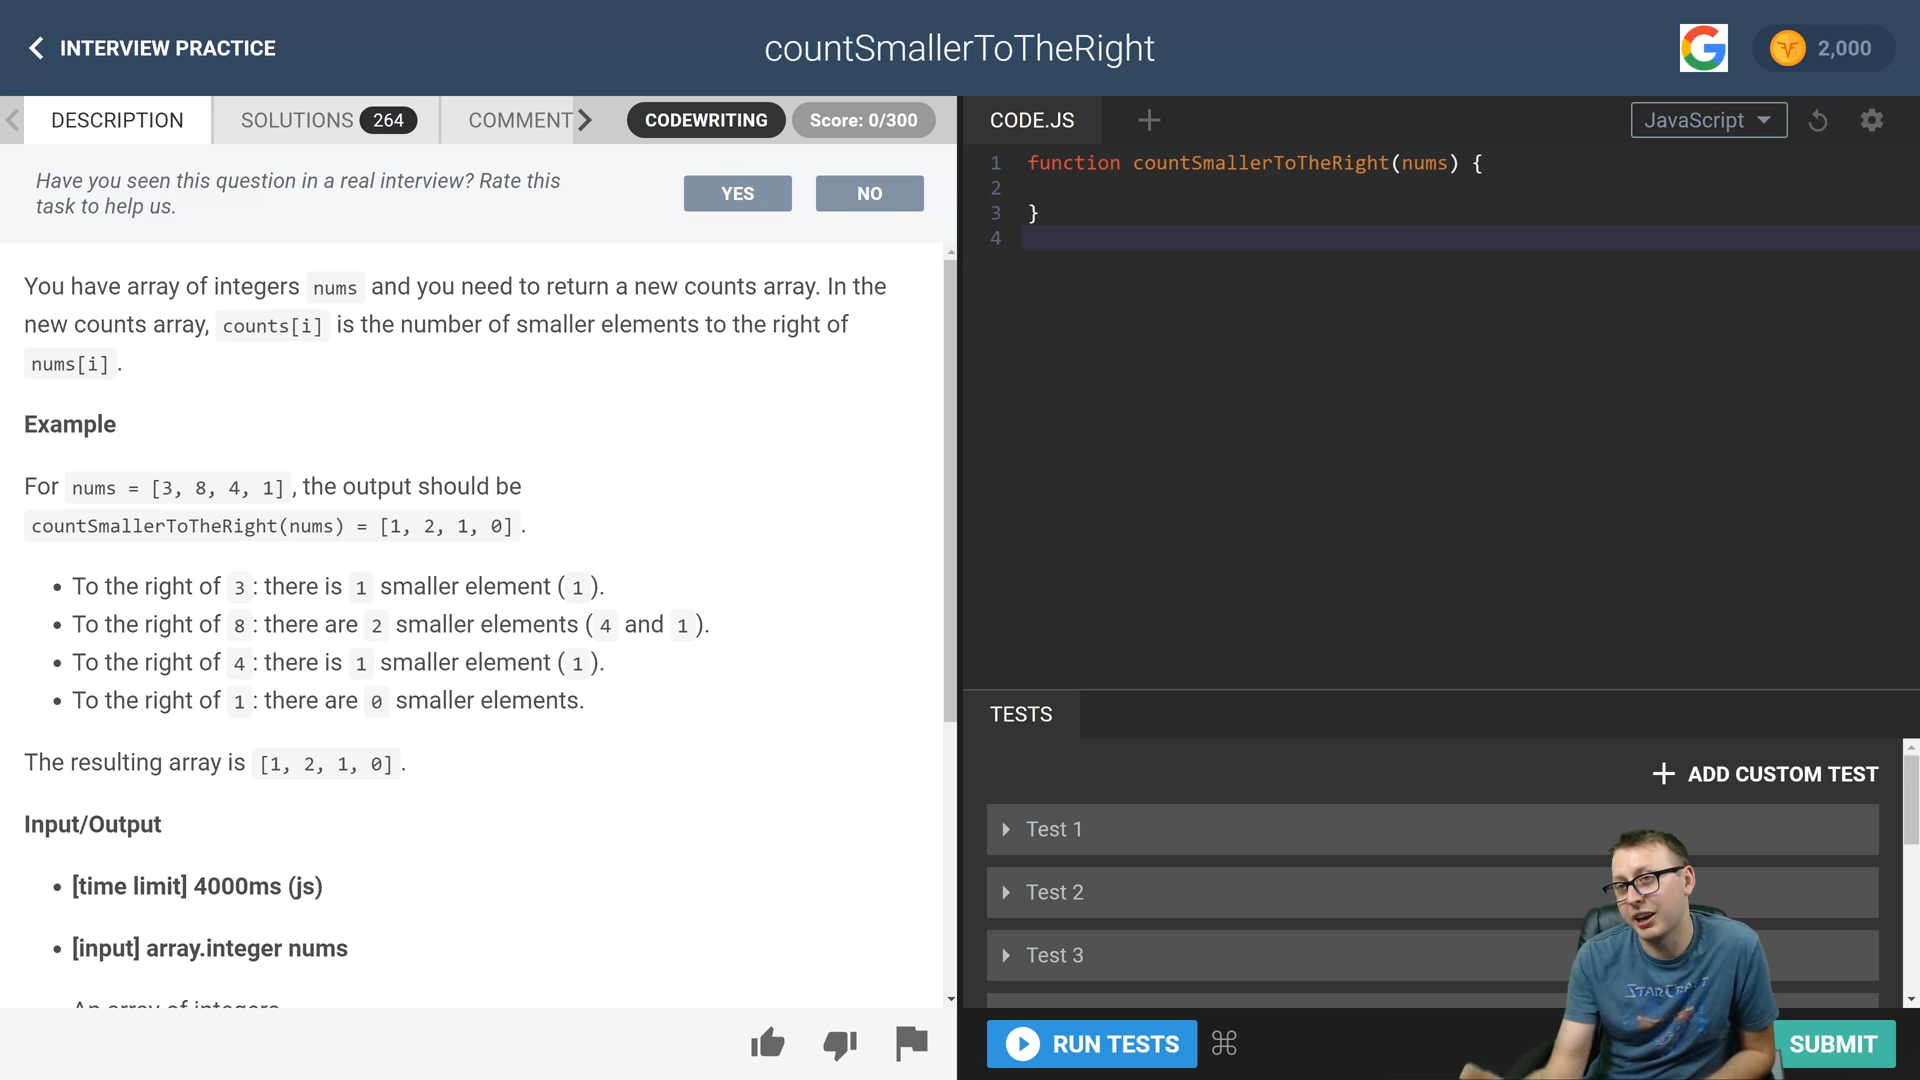 INTERVIEW PRACTICE
countSmallerToTheRight
2,000
DESCRIPTION
SOLUTIONS 264
COMMENT
CODEWRITING
Score: 0/300
Have you seen this question in a real interview? Rate this
task to help us.
YES
NO
You have array of integers nums and you need to return a new counts array. In the
new counts array, counts[i] is the number of smaller elements to the right of
nums[i].
Example
For nums = [3, 8, 4, 1], the output should be
countSmallerToTheRight(nums) = [1, 2, 1, 0].
• To the right of 3: there is 1 smaller element (1).
• To the right of 8: there are 2 smaller elements (4 and 1).
• To the right of 4: there is 1 smaller element (1).
• To the right of 1: there are 0 smaller elements.
The resulting array is [1, 2, 1, 0].
Input/Output
• [time limit] 4000ms (js)
• [input] array.integer nums
An array of integers
CODE.JS
JavaScript
1 function countSmallerToTheRight(nums) {
2
3 }
4
TESTS
ADD CUSTOM TEST
Test 1
Test 2
Test 3
STARCRAFT
RUN TESTS
SUBMIT